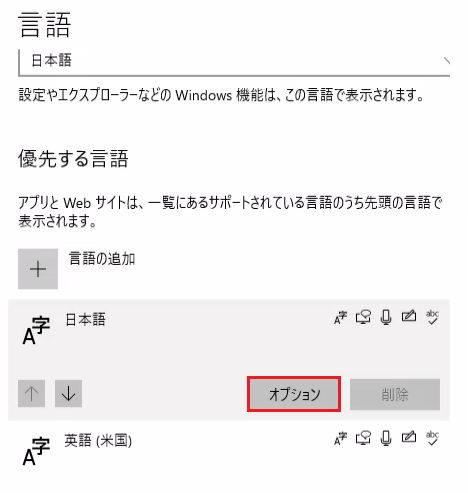 言語
日本語
設定やエクスプローラーなどの Windows 機能は、この言語で表示されます。
優先する言語
アプリと Web サイトは、一覧にあるサポートされている言語のうち先頭の言語で
表示されます。
言語の追加
日本語
オプション
削除
英語 (米国)